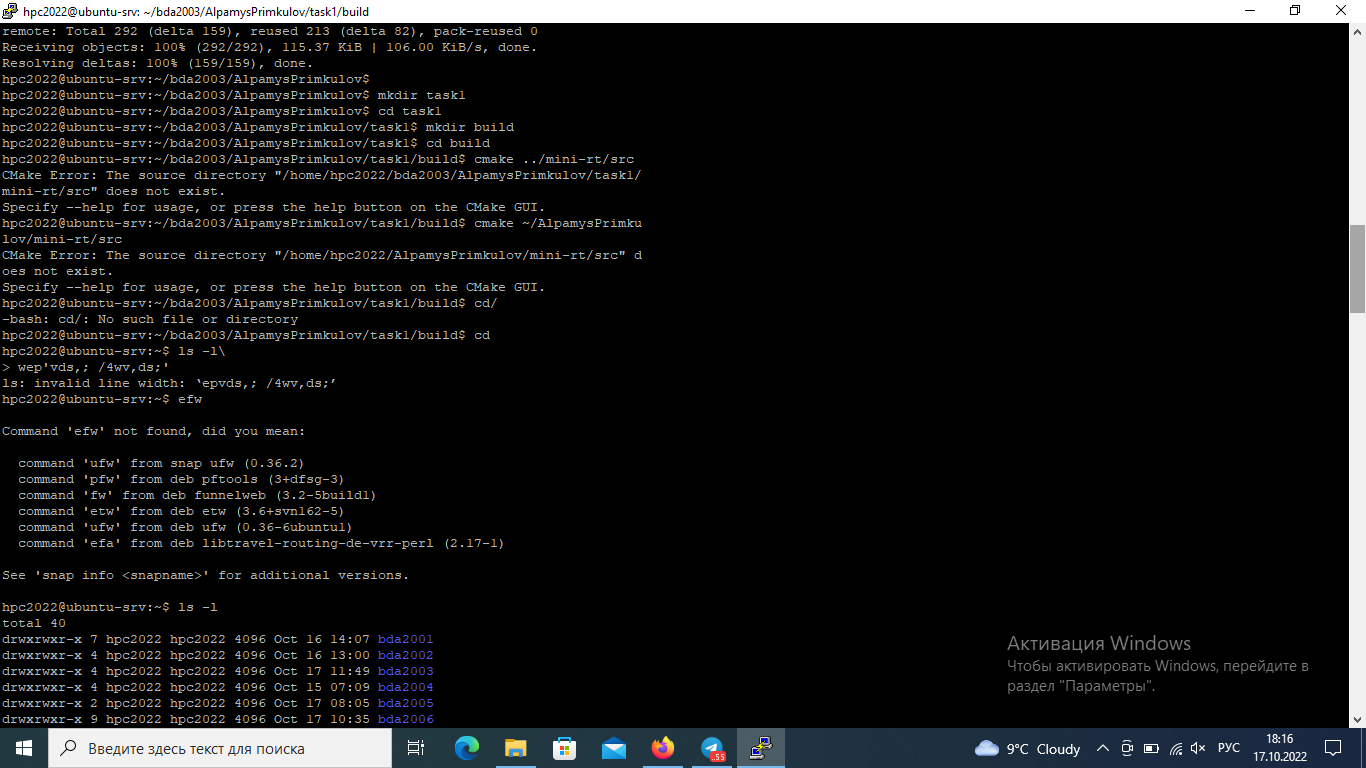 hpc2022@ubuntu-srv: ~/bda2003/AlpamysPrimkulov/task1/build
remote: Total 292 (delta 159), reused 213 (delta 82), pack-reused 0
Receiving objects: 100% (292/292), 115.37 KiB | 106.00 KiB/s, done.
Resolving deltas: 100% (159/159), done.
hpc2022@ubuntu-srv:~/bda2003/AlpamysPrimkulov$
hpc2022@ubuntu-srv:~/bda2003/AlpamysPrimkulov$ mkdir task1
hpc2022@ubuntu-srv:~/bda2003/AlpamysPrimkulov$ cd task1
hpc2022@ubuntu-srv:~/bda2003/AlpamysPrimkulov/task1$ mkdir build
hpc2022@ubuntu-srv:~/bda2003/AlpamysPrimkulov/task1$ cd build
hpc2022@ubuntu-srv:~/bda2003/AlpamysPrimkulov/task1/build$ cmake ../mini-rt/src
CMake Error: The source directory "/home/hpc2022/bda2003/AlpamysPrimkulov/task1/
mini-rt/src" does not exist.
Specify --help for usage, or press the help button on the CMake GUI.
hpc2022@ubuntu-srv:~/bda2003/AlpamysPrimkulov/task1/build$ cmake ~/AlpamysPrimku
lov/mini-rt/src
CMake Error: The source directory "/home/hpc2022/AlpamysPrimkulov/mini-rt/src" d
oes not exist.
Specify --help for usage, or press the help button on the CMake GUI.
hpc2022@ubuntu-srv:~/bda2003/AlpamysPrimkulov/task1/build$ cd/
-bash: cd/: No such file or directory
hpc2022@ubuntu-srv:~/bda2003/AlpamysPrimkulov/task1/build$ cd
hpc2022@ubuntu-srv:~$ ls -l\
> wep'vds,; /4wv,ds;'
ls: invalid line width: ‘epvds,; /4wv,ds;’
hpc2022@ubuntu-srv:~$ efw
Command 'efw' not found, did you mean:
command 'ufw' from snap ufw (0.36.2)
command 'pfw' from deb pftools (3+dfsg-3)
command 'fw' from deb funnelweb (3.2-5build1)
command 'etw' from deb etw (3.6+svn162-5)
command 'ufw' from deb ufw (0.36-6ubuntu1)
command 'efa' from deb libtravel-routing-de-vrr-perl (2.17-1)
See 'snap info <snapname>' for additional versions.
hpc2022@ubuntu-srv:~$ ls -l
total 40
drwxrwxr-x 7 hpc2022 hpc2022 4096 Oct 16 14:07 bda2001
drwxrwxr-x 4 hpc2022 hpc2022 4096 Oct 16 13:00 bda2002
drwxrwxr-x 4 hpc2022 hpc2022 4096 Oct 17 11:49 bda2003
drwxrwxr-x 4 hpc2022 hpc2022 4096 Oct 15 07:09 bda2004
drwxrwxr-x 2 hpc2022 hpc2022 4096 Oct 17 08:05 bda2005
drwxrwxr-x 9 hpc2022 hpc2022 4096 Oct 17 10:35 bda2006
Активация Windows
Чтобы активировать Windows, перейдите в
раздел "Параметры".
Введите здесь текст для поиска
55
9°C Cloudy
РУС
18:16
17.10.2022